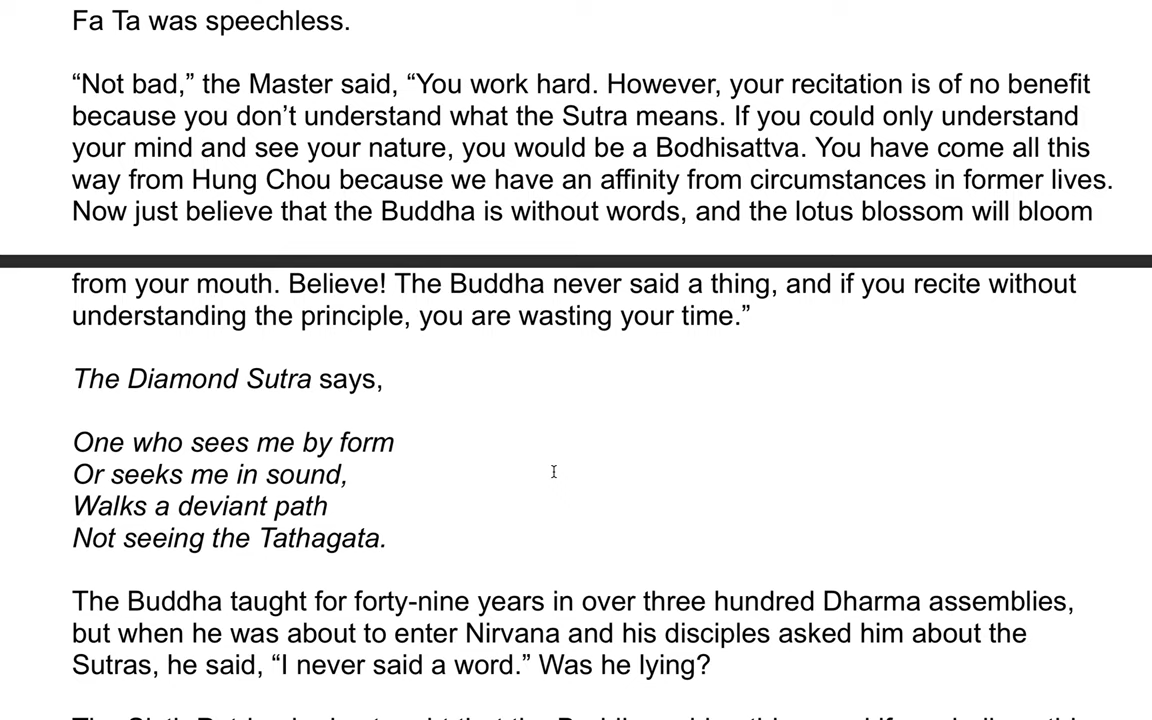 Fa Ta was speechless.
“Not bad,” the Master said, “You work hard. However, your recitation is of no benefit
because you don’t understand what the Sutra means. If you could only understand
your mind and see your nature, you would be a Bodhisattva. You have come all this
way from Hung Chou because we have an affinity from circumstances in former lives.
Now just believe that the Buddha is without words, and the lotus blossom will bloom
from your mouth. Believe! The Buddha never said a thing, and if you recite without
understanding the principle, you are wasting your time.”
The Diamond Sutra says,
One who sees me by form
Or seeks me in sound,
Walks a deviant path
Not seeing the Tathagata.
The Buddha taught for forty-nine years in over three hundred Dharma assemblies,
but when he was about to enter Nirvana and his disciples asked him about the
Sutras, he said, “I never said a word.” Was he lying?